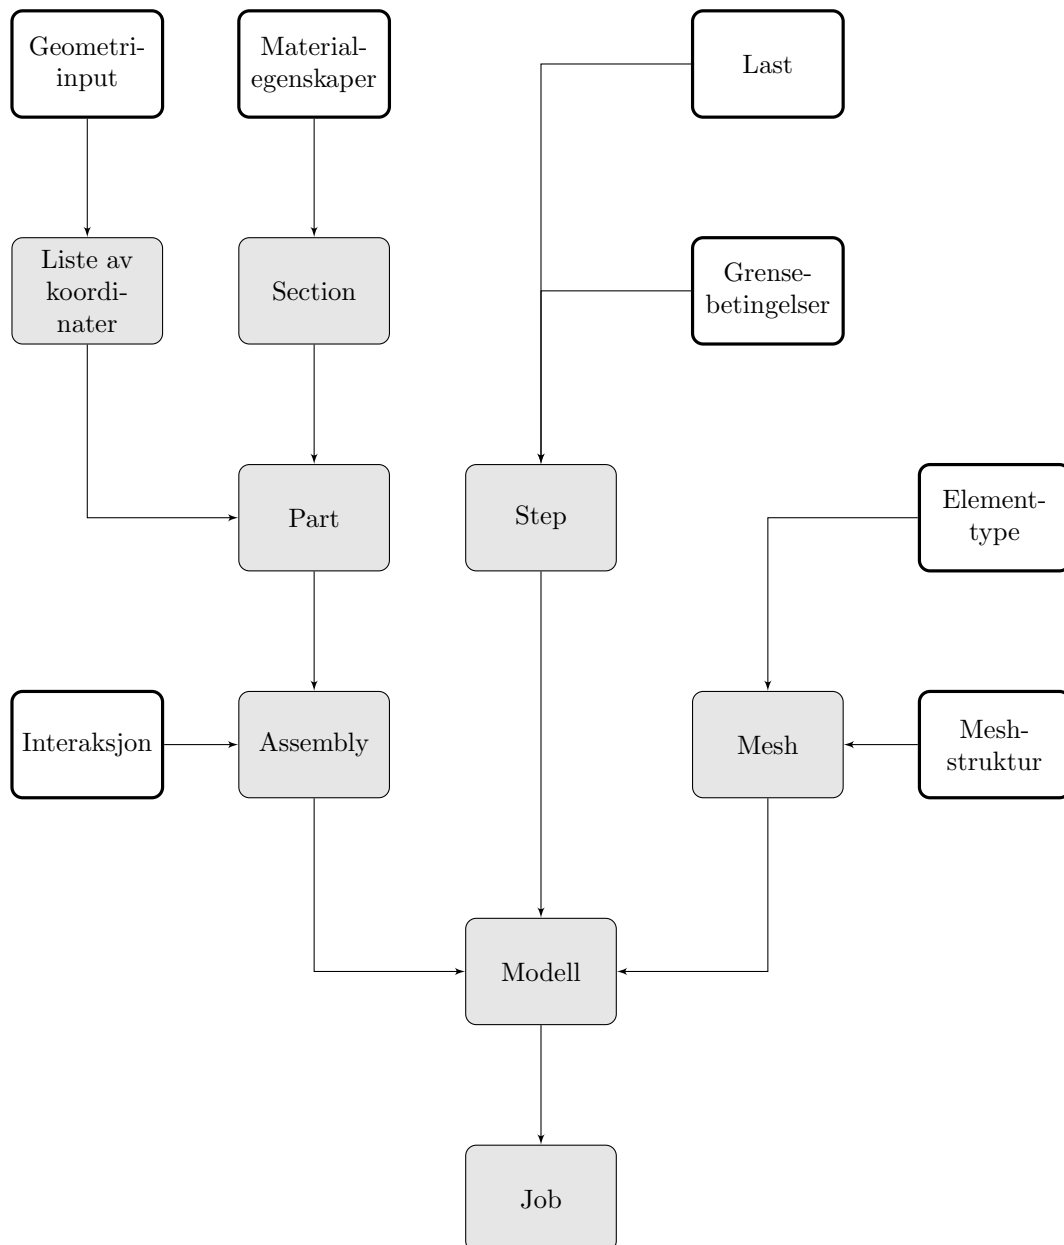 Geometri-
input
Material-
egenskaper
Last
Liste av
koordi-
nater
Section
Grense-
betingelser
Part
Step
Element-
type
Interaksjon
Assembly
Mesh
Mesh-
struktur
Modell
Job